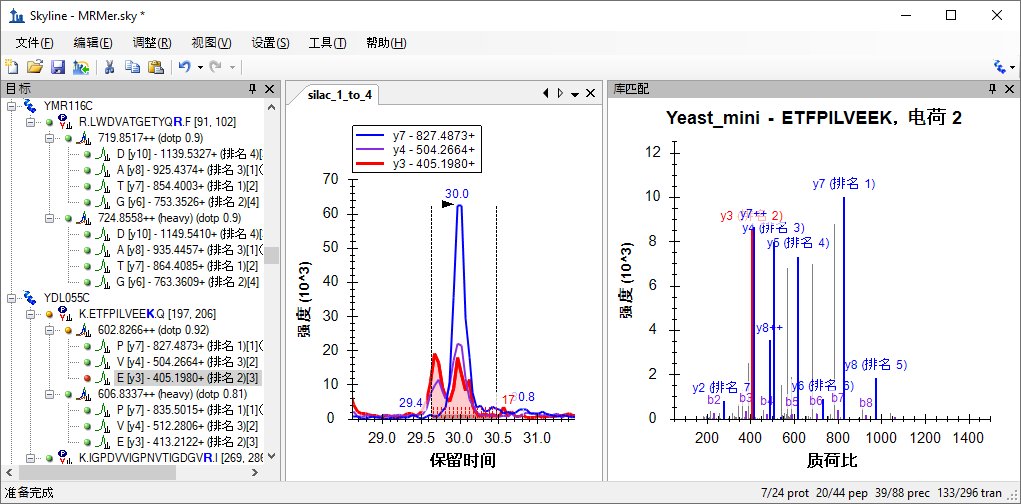 Skyline - MRMer.sky *
文件(F) 编辑(E) 调整(R) 视图(V) 设置(S) 工具(T) 帮助(H)
目标
YMR116C
R.LWDVATGETYQR.F [91, 102]
719.8517++ (dotp 0.9)
D [y10] - 1139.5327+ (排名 4)[
A [y8] - 925.4374+ (排名 3)[1](
T [y7] - 854.4003+ (排名 1)[2]
G [y6] - 753.3526+ (排名 2)[4]
724.8558++ (heavy) (dotp 0.9)
D [y10] - 1149.5410+ (排名 4)[
A [y8] - 935.4457+ (排名 3)[1](
T [y7] - 864.4085+ (排名 1)[2]
G [y6] - 763.3609+ (排名 2)[4]
YDL055C
K.ETFPILVEEK.Q [197, 206]
602.8266++ (dotp 0.92)
P [y7] - 827.4873+ (排名 1)[1](
V [y4] - 504.2664+ (排名 3)[2]
E [y3] - 405.1980+ (排名 2)[3]
606.8337++ (heavy) (dotp 0.81)
P [y7] - 835.5015+ (排名 1)[1](
V [y4] - 512.2806+ (排名 3)[2]
E [y3] - 413.2122+ (排名 2)[3]
K.IGPDVVIGPNVTIGDGVR.I [269, 286
silac_1_to_4
y7 - 827.4873+
y4 - 504.2664+
y3 - 405.1980+
强度 (10^3)
70
60
50
40
30
20
10
0
30.0
29.4
17
30.8
29.0 29.5 30.0 30.5 31.0
保留时间
库匹配
Yeast_mini - ETFPILVEEK, 电荷 2
强度 (10^3)
12
10
8
6
4
2
0
y7 (排名 1)
y3 (排名 2)
y7++
y4 (排名 3)
y5 (排名 4)
y8++
y8 (排名 5)
y2 (排名 7
y6 (排名 6)
b2 b3 b4 b5 b6 b7 b8
200 400 600 800 1000 1200 1400
质荷比
准备完成
7/24 prot 20/44 pep 39/88 prec 133/296 tran